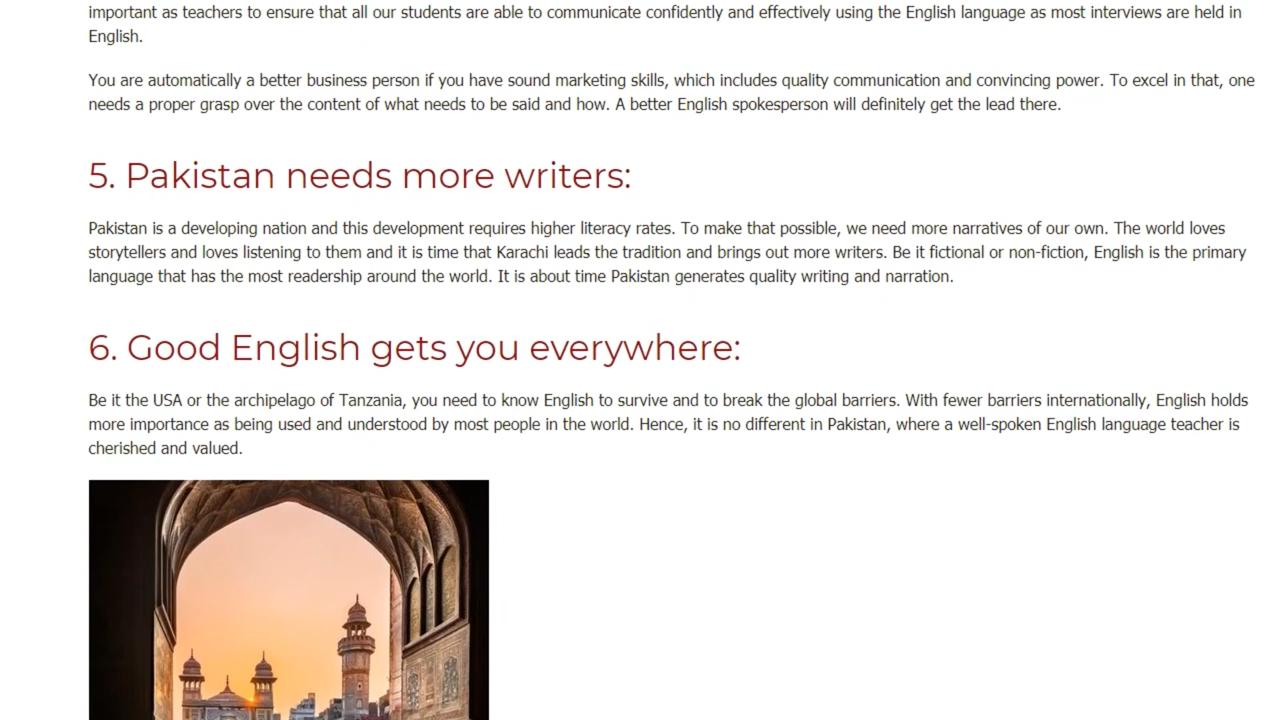 important as teachers to ensure that all our students are able to communicate confidently and effectively using the English language as most interviews are held in
English.
You are automatically a better business person if you have sound marketing skills, which includes quality communication and convincing power. To excel in that, one
needs a proper grasp over the content of what needs to be said and how. A better English spokesperson will definitely get the lead there.
5. Pakistan needs more writers:
Pakistan is a developing nation and this development requires higher literacy rates. To make that possible, we need more narratives of our own. The world loves
storytellers and loves listening to them and it is time that Karachi leads the tradition and brings out more writers. Be it fictional or non-fiction, English is the primary
language that has the most readership around the world. It is about time Pakistan generates quality writing and narration.
6. Good English gets you everywhere:
Be it the USA or the archipelago of Tanzania, you need to know English to survive and to break the global barriers. With fewer barriers internationally, English holds
more importance as being used and understood by most people in the world. Hence, it is no different in Pakistan, where a well-spoken English language teacher is
cherished and valued.